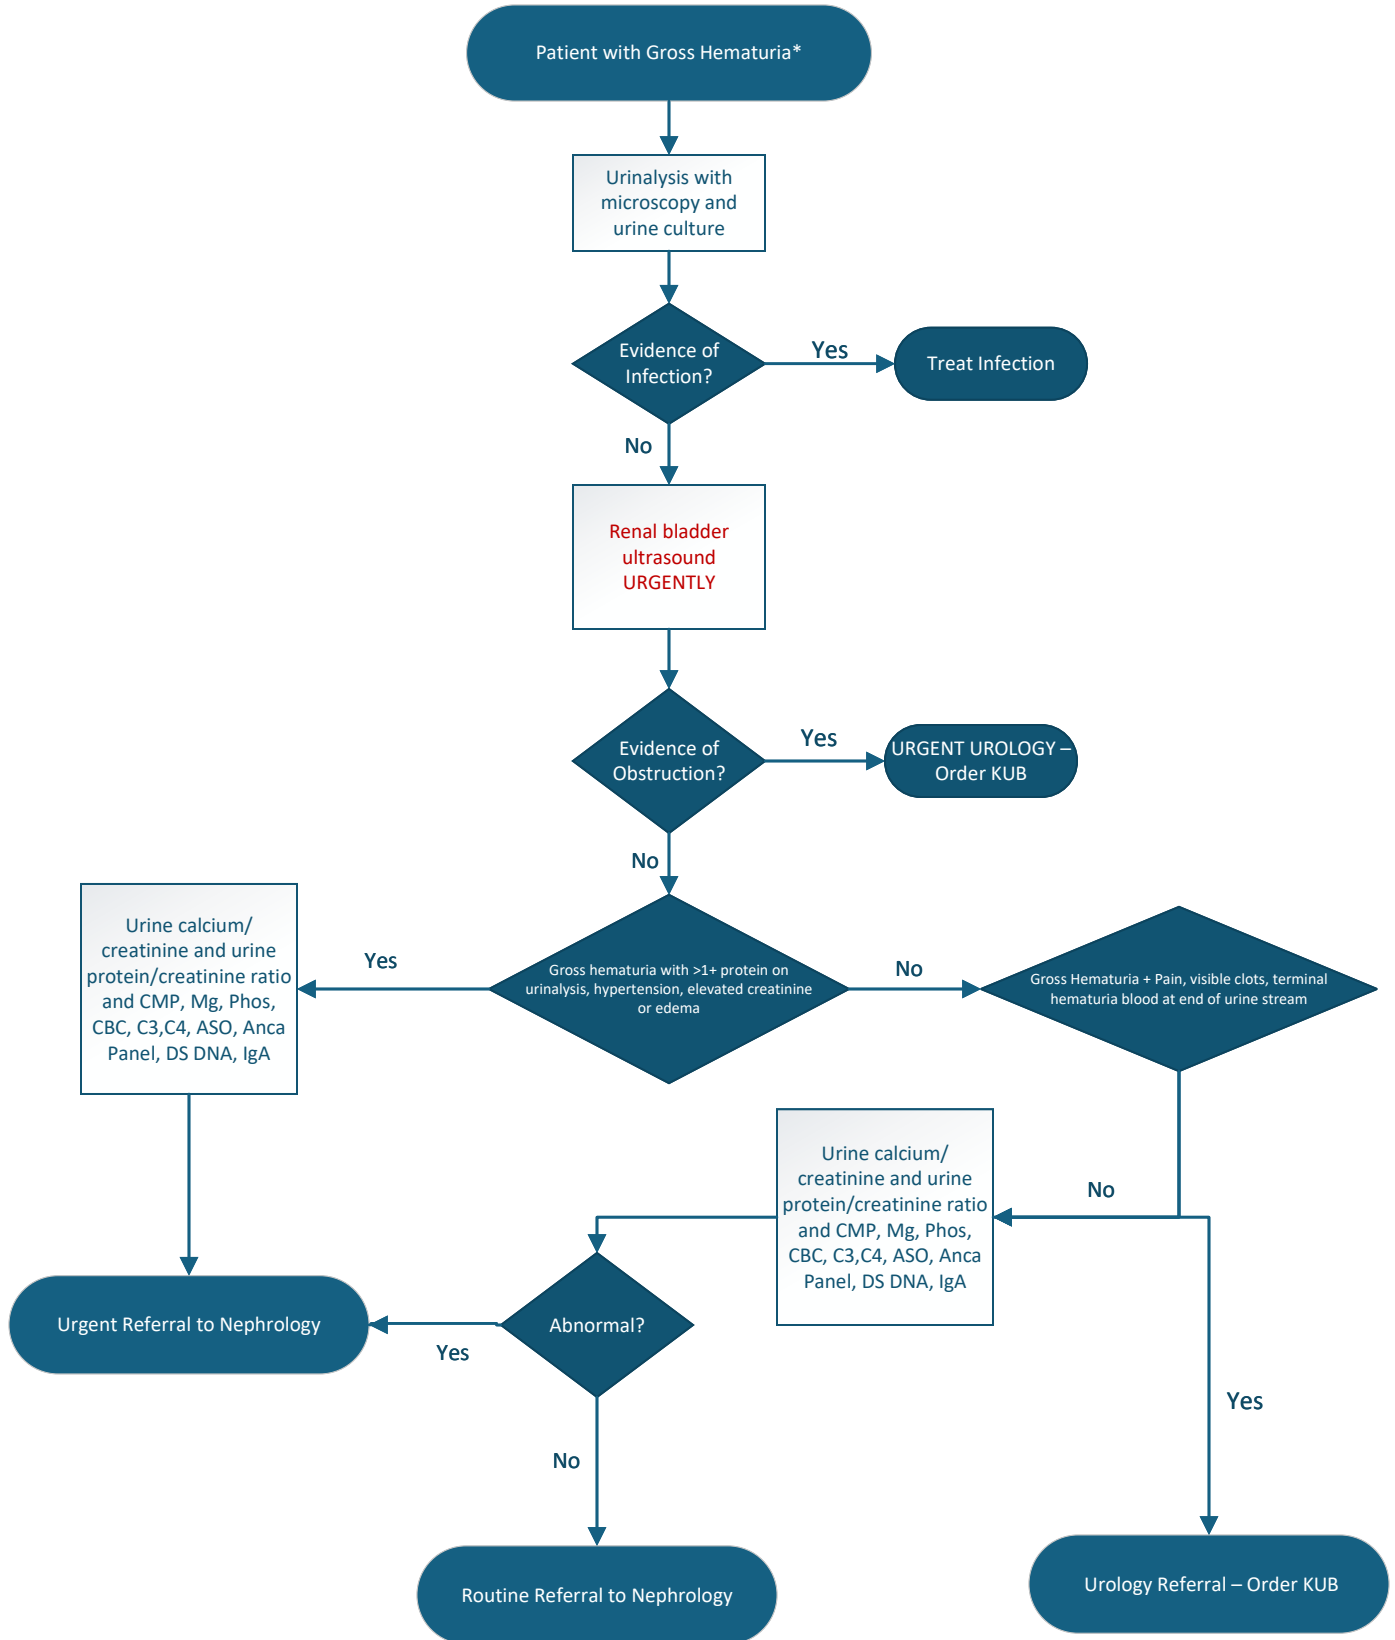 Patient with Gross Hematuria*
Urinalysis with
microscopy and
urine culture
Evidence of
Infection?
Yes
Treat Infection
No
Renal bladder
ultrasound
URGENTLY
Evidence of
Obstruction?
Yes
URGENT UROLOGY –
Order KUB
No
Gross hematuria with >1+ protein on
urinalysis, hypertension, elevated creatinine
or edema
Yes
Urine calcium/
creatinine and urine
protein/creatinine ratio
and CMP, Mg, Phos,
CBC, C3,C4, ASO, Anca
Panel, DS DNA, IgA
No
Gross Hematuria + Pain, visible clots, terminal
hematuria blood at end of urine stream
No
Urine calcium/
creatinine and urine
protein/creatinine ratio
and CMP, Mg, Phos,
CBC, C3,C4, ASO, Anca
Panel, DS DNA, IgA
Urgent Referral to Nephrology
Yes
Abnormal?
Yes
No
Routine Referral to Nephrology
Urology Referral – Order KUB